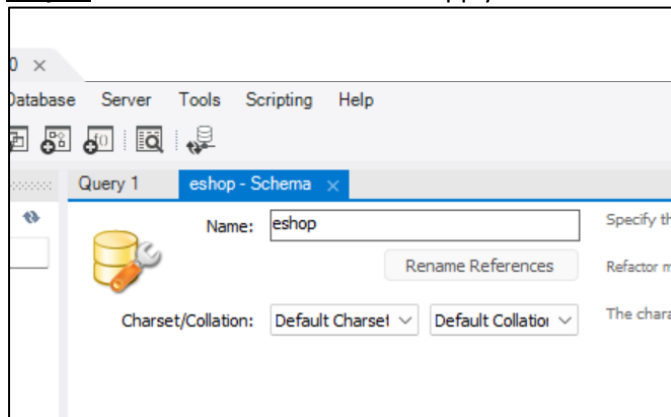 0 ×
Database Server Tools Scripting Help
Query 1 eshop - Schema ×
Name: eshop Specify th
Rename References Refactor m
Charset/Collation: Default Charset Default Collation The chara